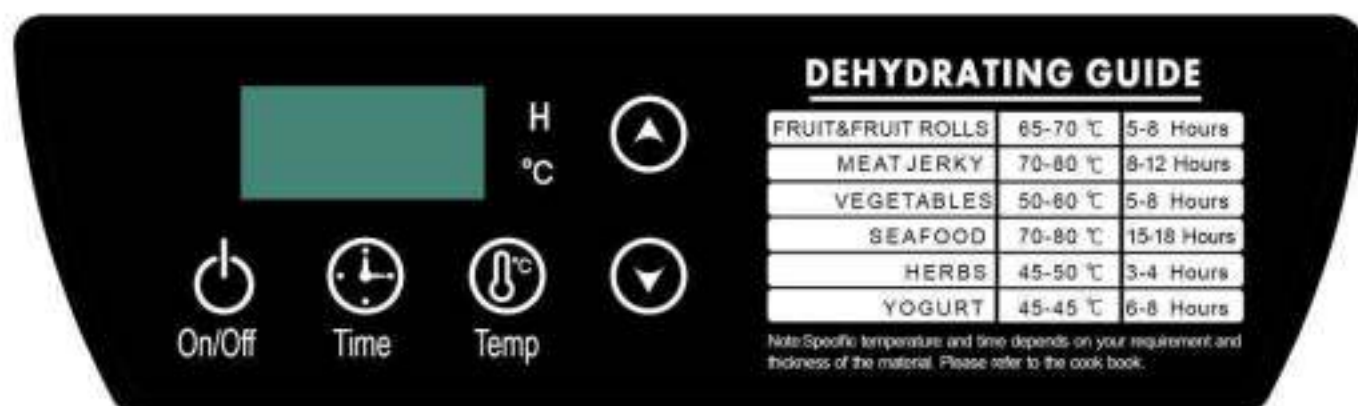 H
°C
On/Off
Time
°C
Temp
DEHYDRATING GUIDE
FRUIT&FRUIT ROLLS 65-70 ℃ 5-8 Hours
MEAT JERKY 70-80 ℃ 8-12 Hours
VEGETABLES 50-60 ℃ 5-8 Hours
SEAFOOD 70-80 ℃ 15-18 Hours
HERBS 45-50 ℃ 3-4 Hours
YOGURT 45-45 ℃ 6-8 Hours
Note:Specific temperature and time depends on your requirement and
thickness of the material. Please refer to the cook book.